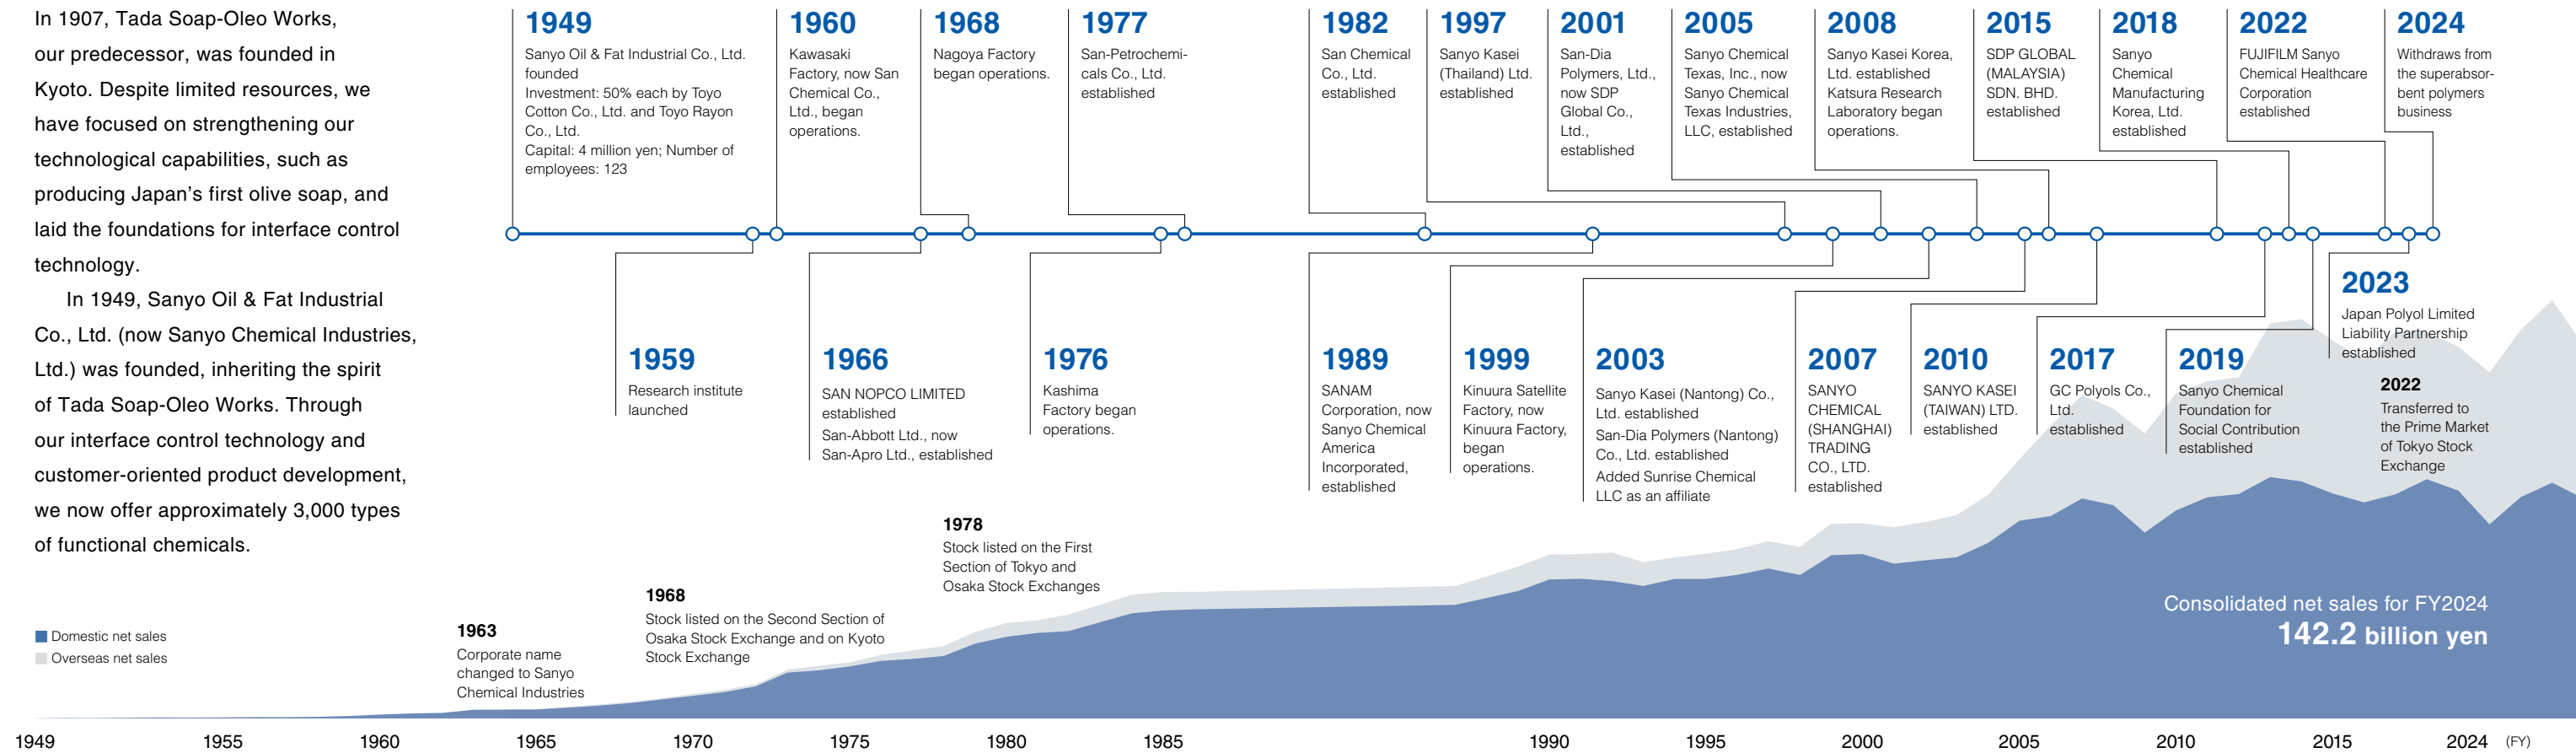 In 1907, Tada Soap-Oleo Works,
our predecessor, was founded in
Kyoto. Despite limited resources, we
have focused on strengthening our
technological capabilities, such as
producing Japan's first olive soap, and
laid the foundations for interface control
technology.
In 1949, Sanyo Oil & Fat Industrial
Co., Ltd. (now Sanyo Chemical Industries,
Ltd.) was founded, inheriting the spirit
of Tada Soap-Oleo Works. Through
our interface control technology and
customer-oriented product development,
we now offer approximately 3,000 types
of functional chemicals.
1949
Sanyo Oil & Fat Industrial Co., Ltd.
founded
Investment: 50% each by Toyo
Cotton Co., Ltd. and Toyo Rayon
Co., Ltd.
Capital: 4 million yen; Number of
employees: 123
1960
Kawasaki
Factory, now San
Chemical Co.,
Ltd., began
operations.
1968
Nagoya Factory
began operations.
1977
San-Petrochemi-
cals Co., Ltd.
established
1982
San Chemical
Co., Ltd.
established
1997
Sanyo Kasei
(Thailand) Ltd.
established
2001
San-Dia
Polymers, Ltd.,
now SDP
Global Co.,
Ltd.,
established
2005
Sanyo Chemical
Texas, Inc., now
Sanyo Chemical
Texas Industries,
LLC, established
2008
Sanyo Kasei Korea,
Ltd. established
Katsura Research
Laboratory began
operations.
2015
SDP GLOBAL
(MALAYSIA)
SDN. BHD.
established
2018
Sanyo
Chemical
Manufacturing
Korea, Ltd.
established
2022
FUJIFILM Sanyo
Chemical Healthcare
Corporation
established
2024
Withdraws from
the superabsor-
bent polymers
business
1959
Research institute
launched
1966
SAN NOPCO LIMITED
established
San-Abbott Ltd., now
San-Apro Ltd., established
1976
Kashima
Factory began
operations.
1989
SANAM
Corporation, now
Sanyo Chemical
America
Incorporated,
established
1999
Kinuura Satellite
Factory, now
Kinuura Factory,
began
operations.
2003
Sanyo Kasei (Nantong) Co.,
Ltd. established
San-Dia Polymers (Nantong)
Co., Ltd. established
Added Sunrise Chemical
LLC as an affiliate
2007
SANYO
CHEMICAL
(SHANGHAI)
TRADING
CO., LTD.
established
2010
SANYO KASEI
(TAIWAN) LTD.
established
2017
GC Polyols Co.,
Ltd.
established
2019
Sanyo Chemical
Foundation for
Social Contribution
established
2023
Japan Polyol Limited
Liability Partnership
established
2022
Transferred to
the Prime Market
of Tokyo Stock
Exchange
1978
Stock listed on the First
Section of Tokyo and
Osaka Stock Exchanges
1968
Stock listed on the Second Section of
Osaka Stock Exchange and on Kyoto
Stock Exchange
1963
Corporate name
changed to Sanyo
Chemical Industries
Domestic net sales
Overseas net sales
Consolidated net sales for FY2024
142.2 billion yen
1949 1955 1960 1965 1970 1975 1980 1985 1990 1995 2000 2005 2010 2015 2024 (FY)